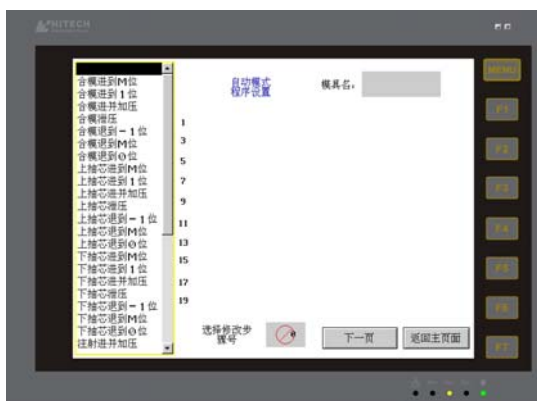 HITECH
MENU
F1
F2
F3
F4
F5
F6
F7
自动模式
程序设置
模具名:
合模进到M位
合模进到1位
合模进并加压
合模泄压
合模退到-1位
合模退到M位
合模退到0位
上抽芯进到M位
上抽芯进到1位
上抽芯进并加压
上抽芯泄压
上抽芯退到-1位
上抽芯退到M位
上抽芯退到0位
下抽芯进到M位
下抽芯进到1位
下抽芯进并加压
下抽芯泄压
下抽芯退到-1位
下抽芯退到M位
下抽芯退到0位
注射进并加压
1
3
5
7
9
11
13
15
17
19
选择修改步
骤号
0
下一页
返回主页面